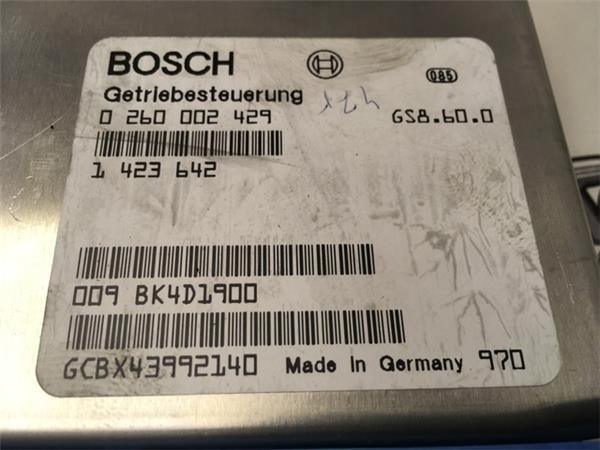 BOSCH 085
Getriebesteuerung
0 260 002 429 GS8.60.0
1 423 642
009 BK4D1900
GCBX43992140 Made in Germany 970